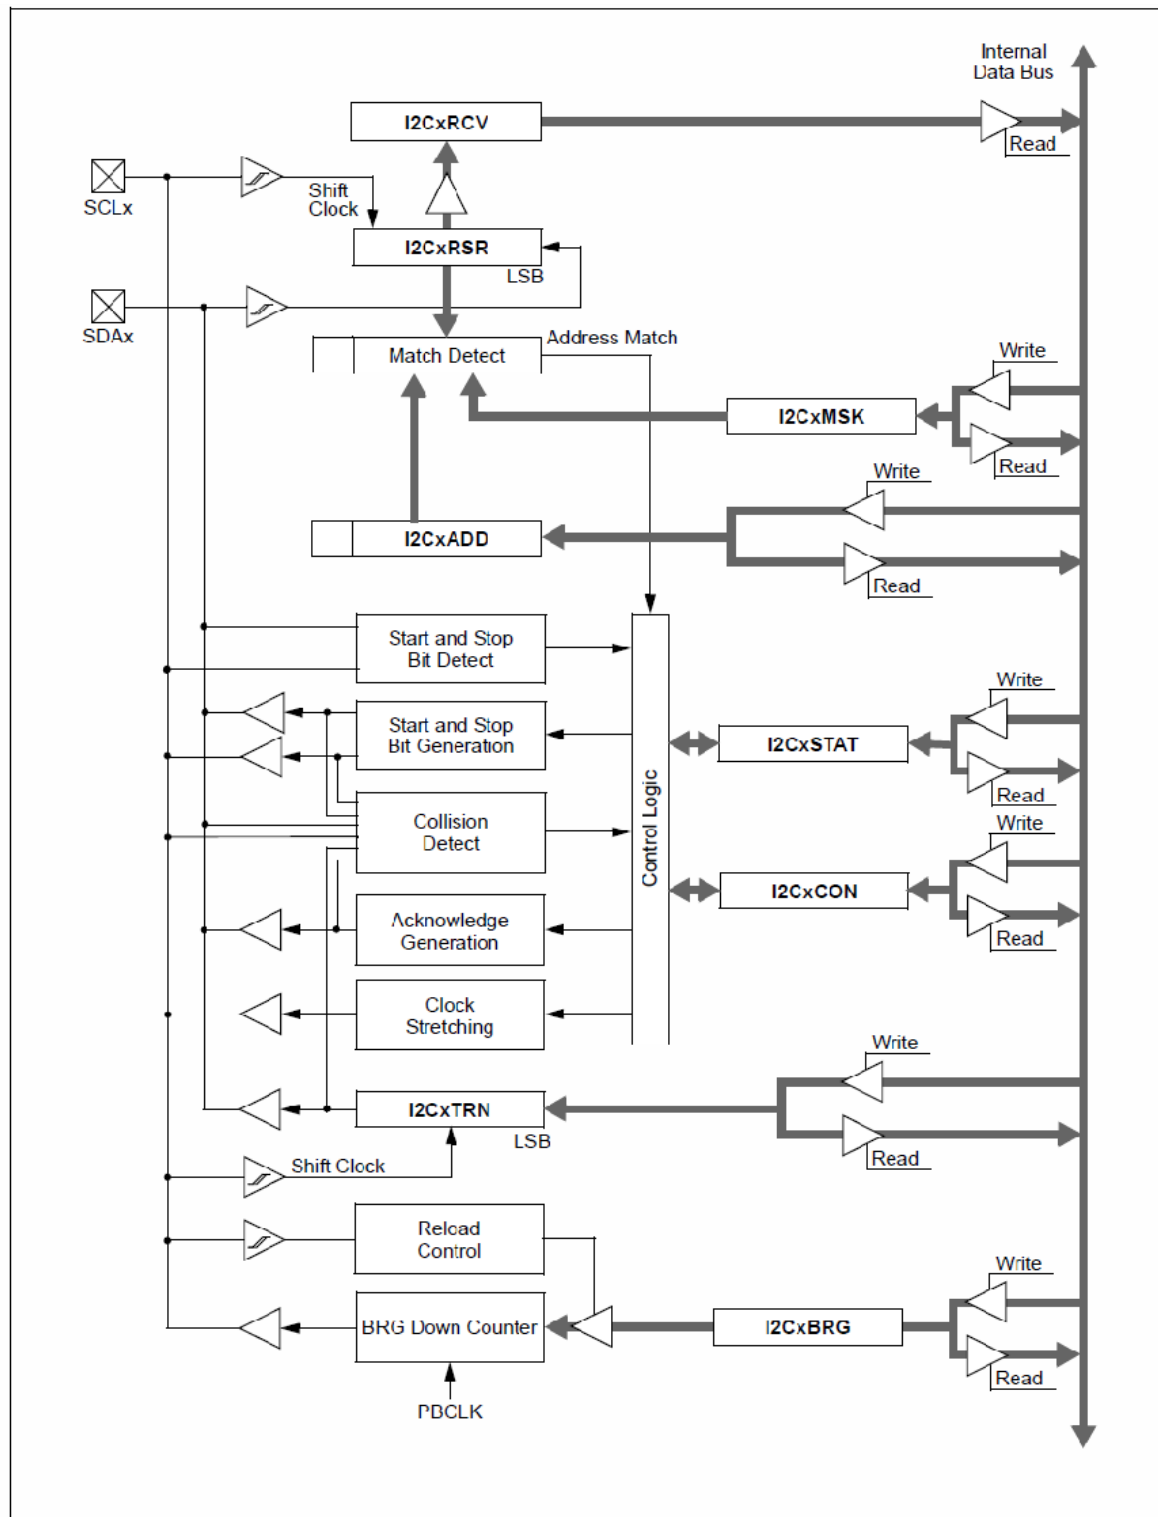 Internal
Data Bus
I2CxRCV
Read
SCLx
Shift
Clock
I2CxRSR
LSB
SDAx
Address Match
Match Detect
Write
I2CxMSK
Read
Write
I2CxADD
Read
Start and Stop
Bit Detect
Start and Stop
Bit Generation
Write
I2CxSTAT
Read
Collision
Detect
Control Logic
Write
I2CxCON
Read
Acknowledge
Generation
Clock
Stretching
Write
I2CxTRN
LSB
Read
Shift Clock
Reload
Control
Write
BRG Down Counter
I2CxBRG
Read
PBCLK